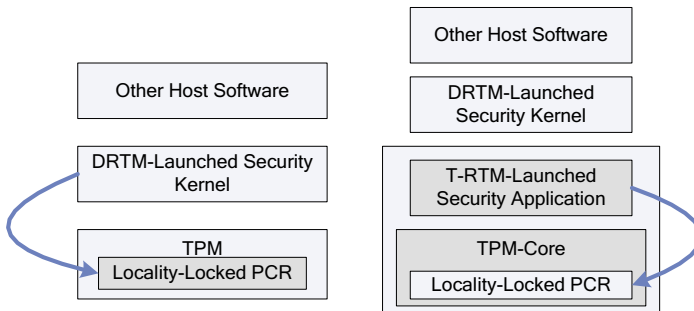 Other Host Software
DRTM-Launched Security
Kernel
TPM
Locality-Locked PCR
Other Host Software
DRTM-Launched
Security Kernel
T-RTM-Launched
Security Application
TPM-Core
Locality-Locked PCR